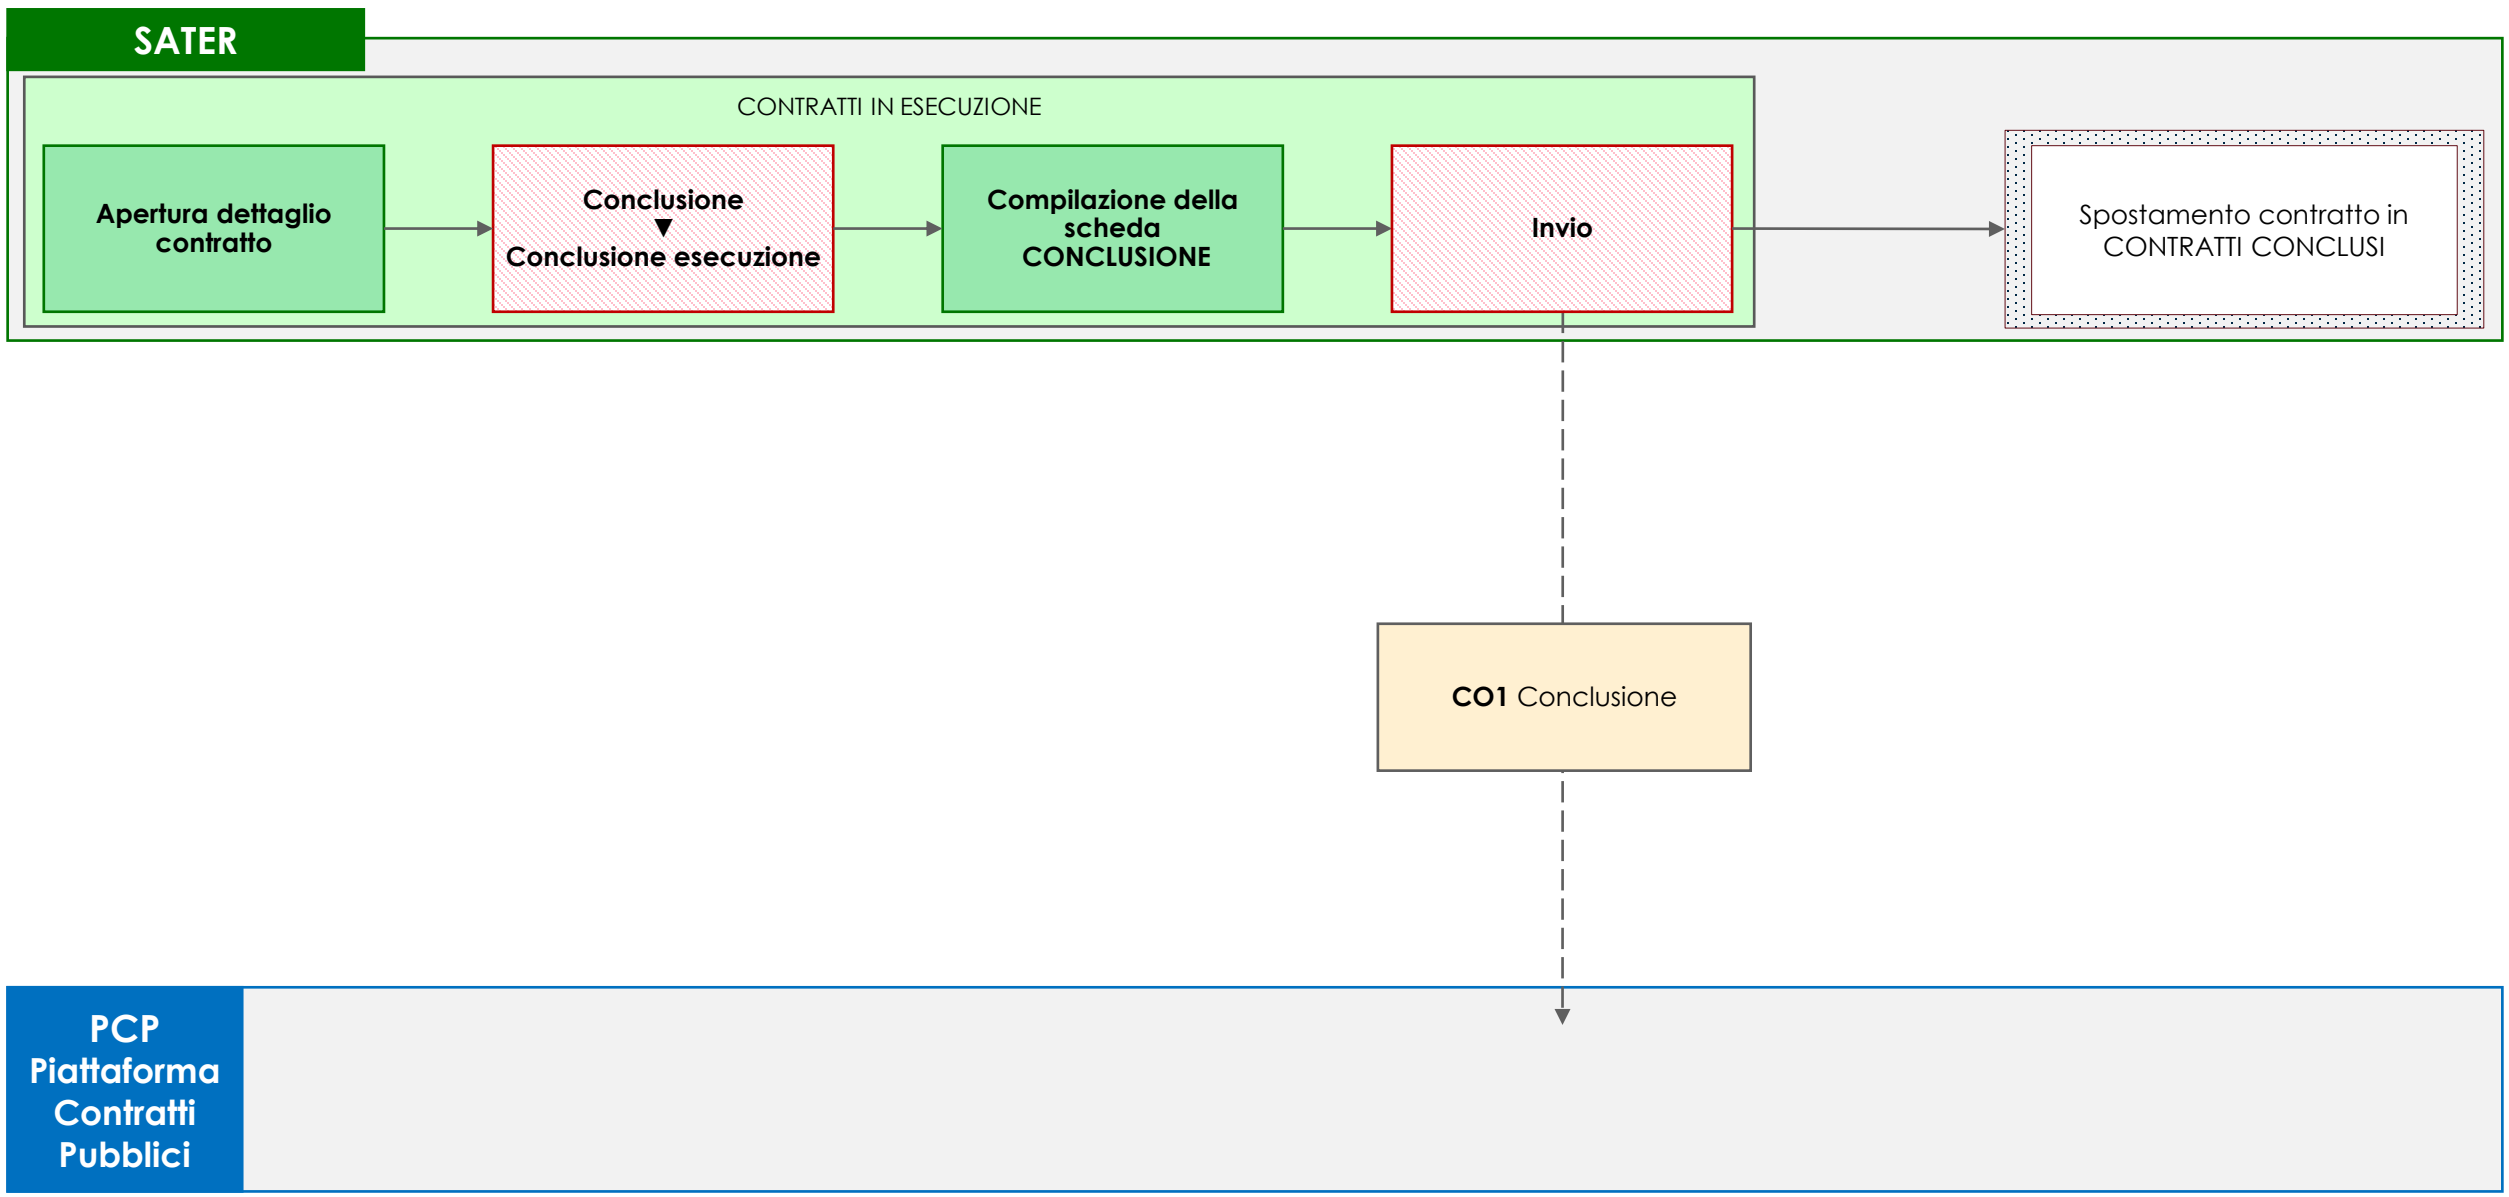 SATER
CONTRATTI IN ESECUZIONE
Apertura dettaglio
contratto
Conclusione
▼
Conclusione esecuzione
Compilazione della
scheda
CONCLUSIONE
Invio
Spostamento contratto in
CONTRATTI CONCLUSI
CO1 Conclusione
PCP
Piattaforma
Contratti
Pubblici